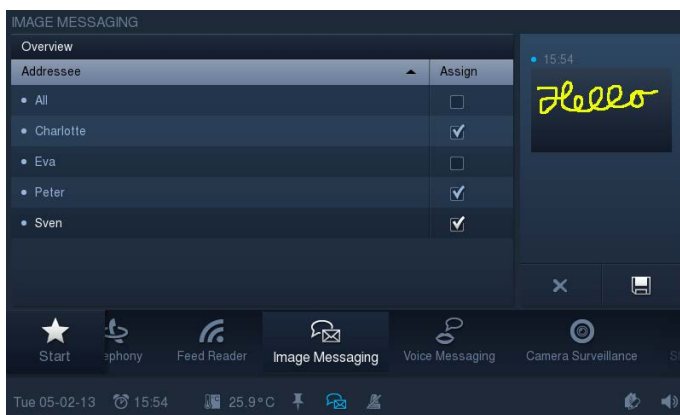 IMAGE MESSAGING
Overview
Addressee Assign
15:54
Hello
All
Charlotte
Eva
Peter
Sven
Start ephony Feed Reader Image Messaging Voice Messaging Camera Surveillance S
Tue 05-02-13 15:54 25.9°C